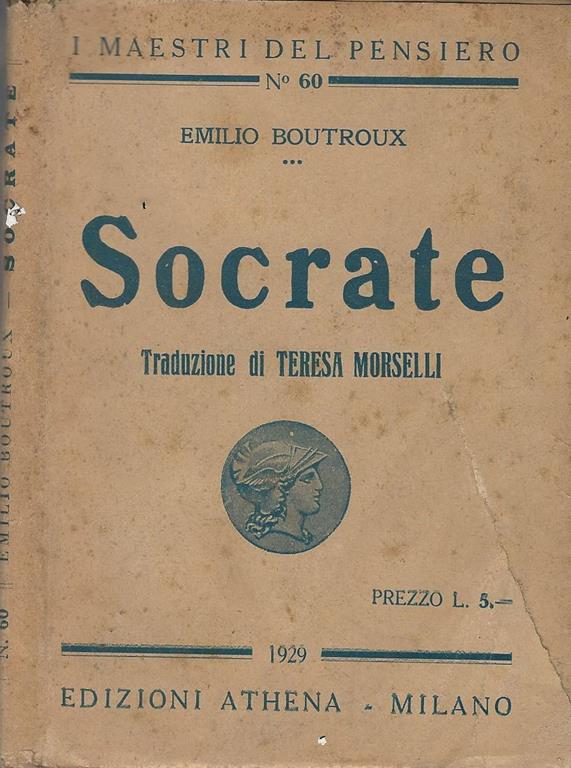 I MAESTRI DEL PENSIERO
Nº 60
EMILIO BOUTROUX
•••
Socrate
Traduzione di TERESA MORSELLI
PREZZO L. 5.—
1929
EDIZIONI ATHENA - MILANO
N. 60 || EMILIO BOUTROUX — SOCRATE